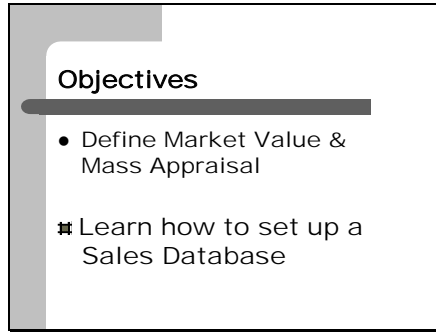 Objectives
● Define Market Value &
Mass Appraisal
Learn how to set up a
Sales Database